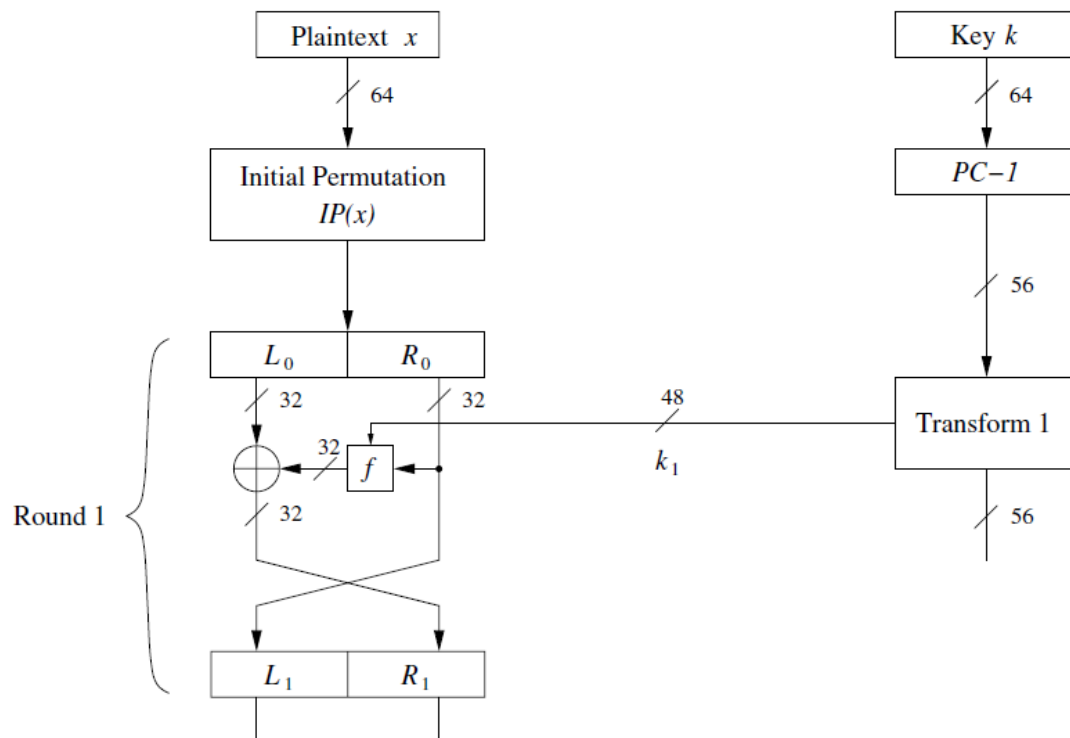 Plaintext x
Key k
64
64
Initial Permutation
IP(x)
PC−1
56
L0 R0
32
32
48
Transform 1
32
f
k1
32
56
Round 1
L1 R1